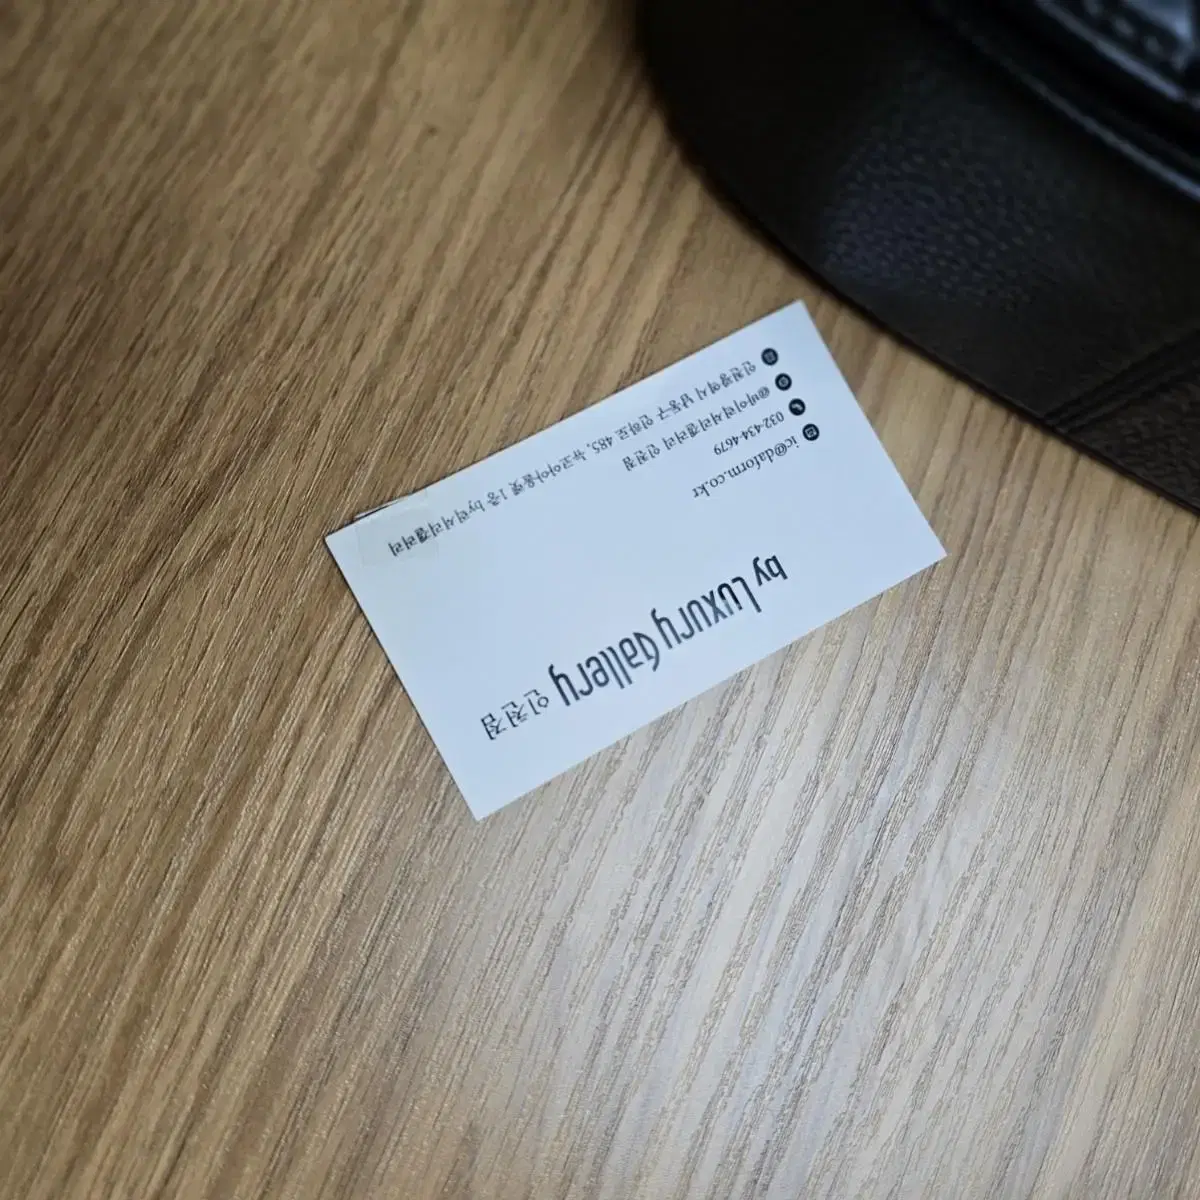 by Luxury Gallery 인천점
ic@daform.co.kr
032-434-4679
@바이럭셔리갤러리 인천점
인천광역시 남동구 인하로 485, 뉴코아아울렛 1층 by럭셔리갤러리